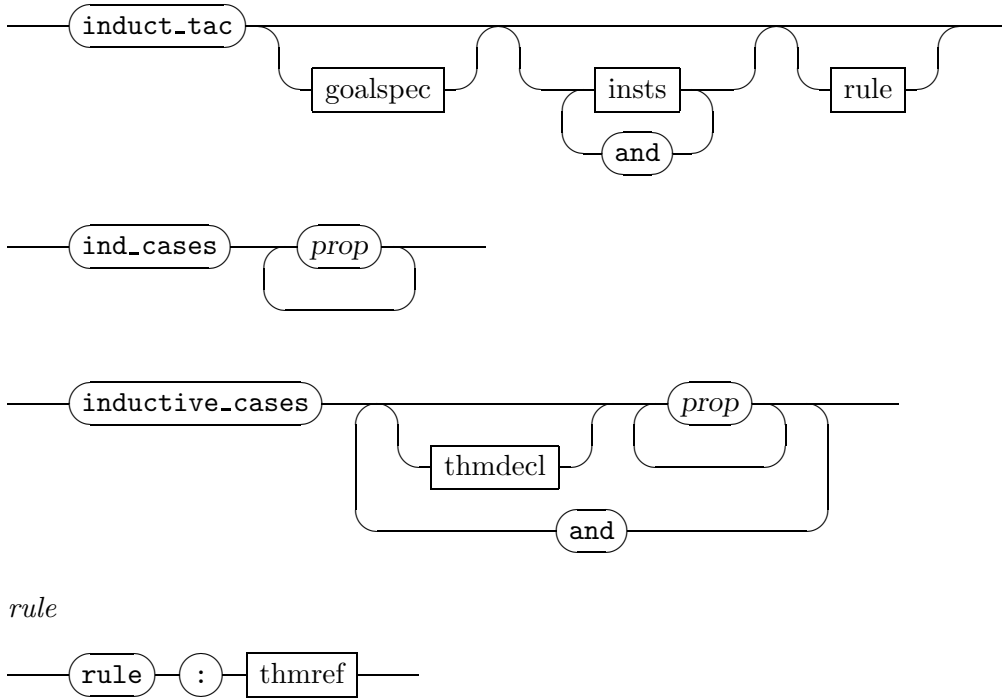 induct_tac
goalspec insts rule
and
ind_cases prop
inductive_cases prop
thmdecl
and
rule
rule : thmref